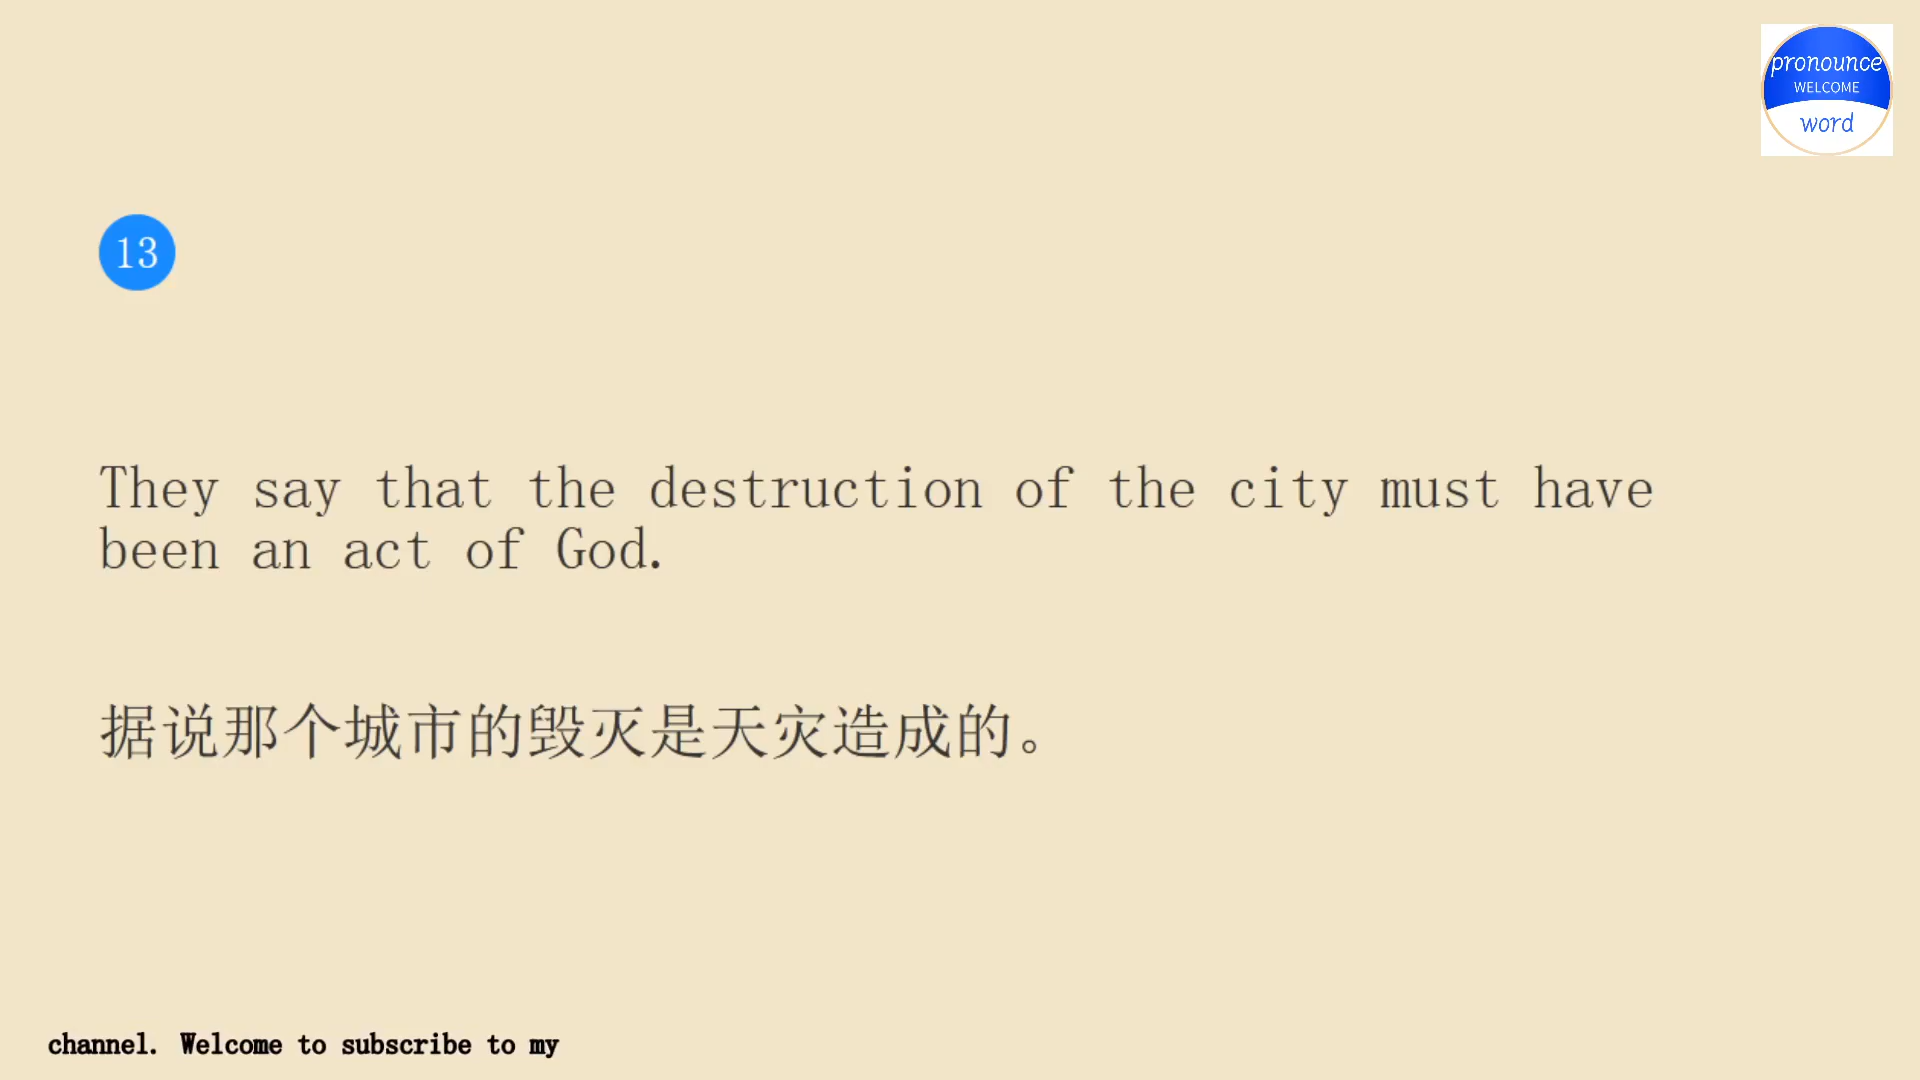 pronounce
WELCOME
word
13
They say that the destruction of the city must have
been an act of God.
据说那个城市的毁灭是天灾造成的。
channel. Welcome to subscribe to my